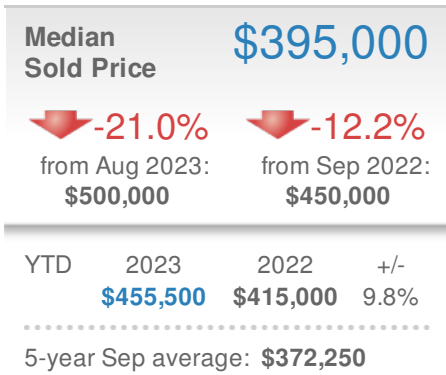 Median $395,000
Sold Price
-21.0% -12.2%
from Aug 2023: from Sep 2022:
$500,000 $450,000
YTD 2023 2022 +/-
$455,500 $415,000 9.8%
5-year Sep average: $372,250